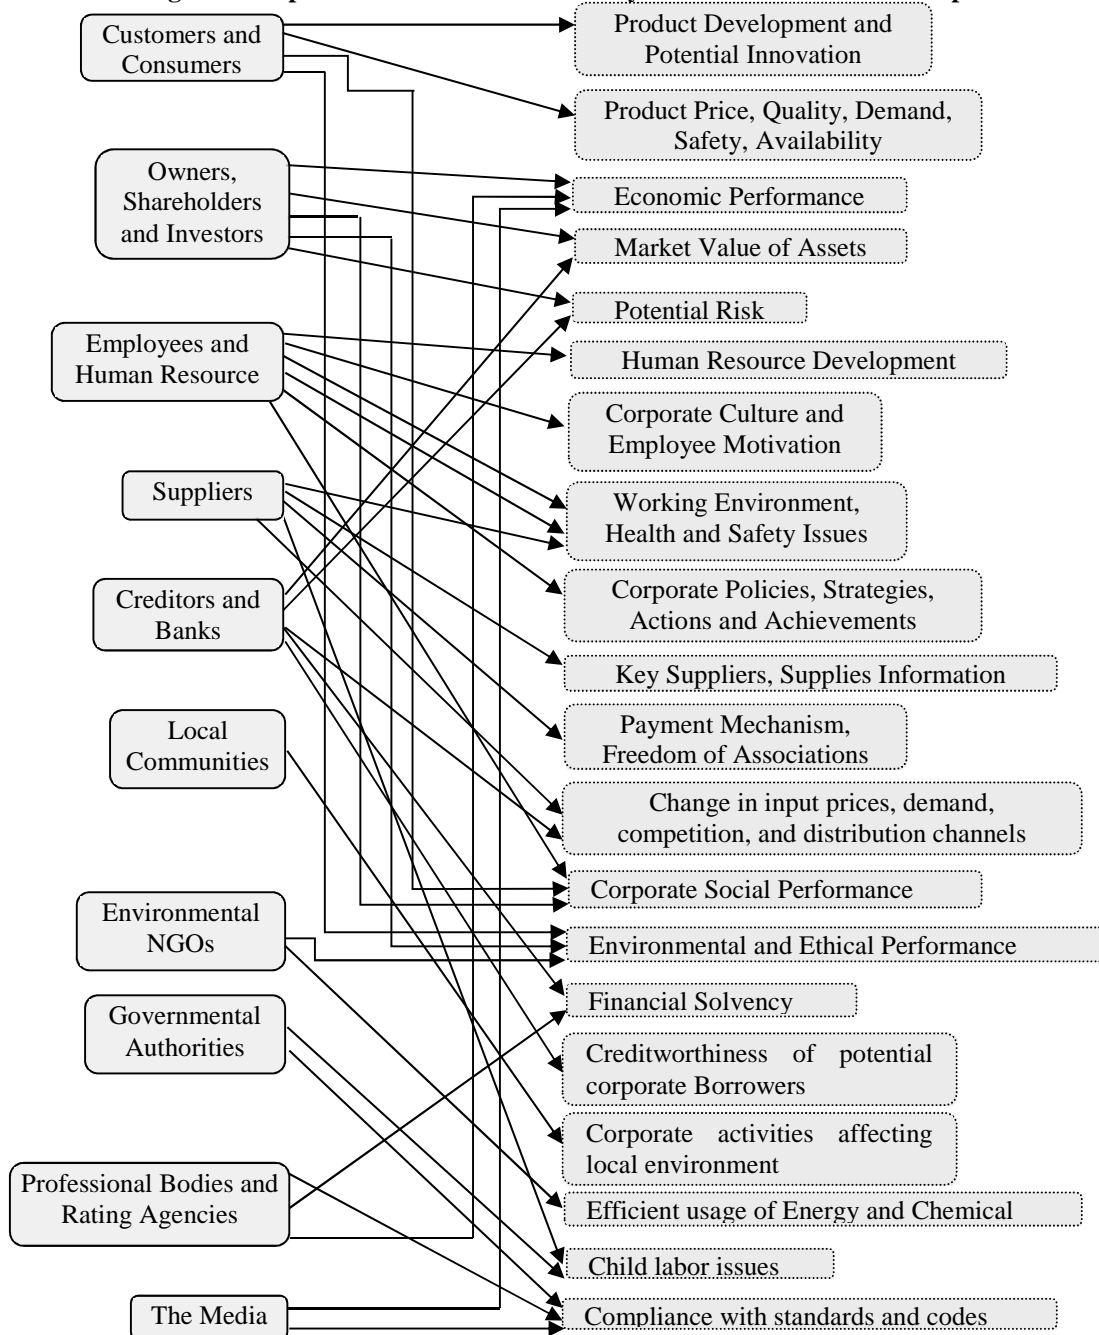 Customers and
Consumers
Owners,
Shareholders
and Investors
Employees and
Human Resource
Suppliers
Creditors and
Banks
Local
Communities
Environmental
NGOs
Governmental
Authorities
Professional Bodies and
Rating Agencies
The Media
Product Development and
Potential Innovation
Product Price, Quality, Demand,
Safety, Availability
Economic Performance
Market Value of Assets
Potential Risk
Human Resource Development
Corporate Culture and
Employee Motivation
Working Environment,
Health and Safety Issues
Corporate Policies, Strategies,
Actions and Achievements
Key Suppliers, Supplies Information
Payment Mechanism,
Freedom of Associations
Change in input prices, demand,
competition, and distribution channels
Corporate Social Performance
Environmental and Ethical Performance
Financial Solvency
Creditworthiness of potential
corporate Borrowers
Corporate activities affecting
local environment
Efficient usage of Energy and Chemical
Child labor issues
Compliance with standards and codes